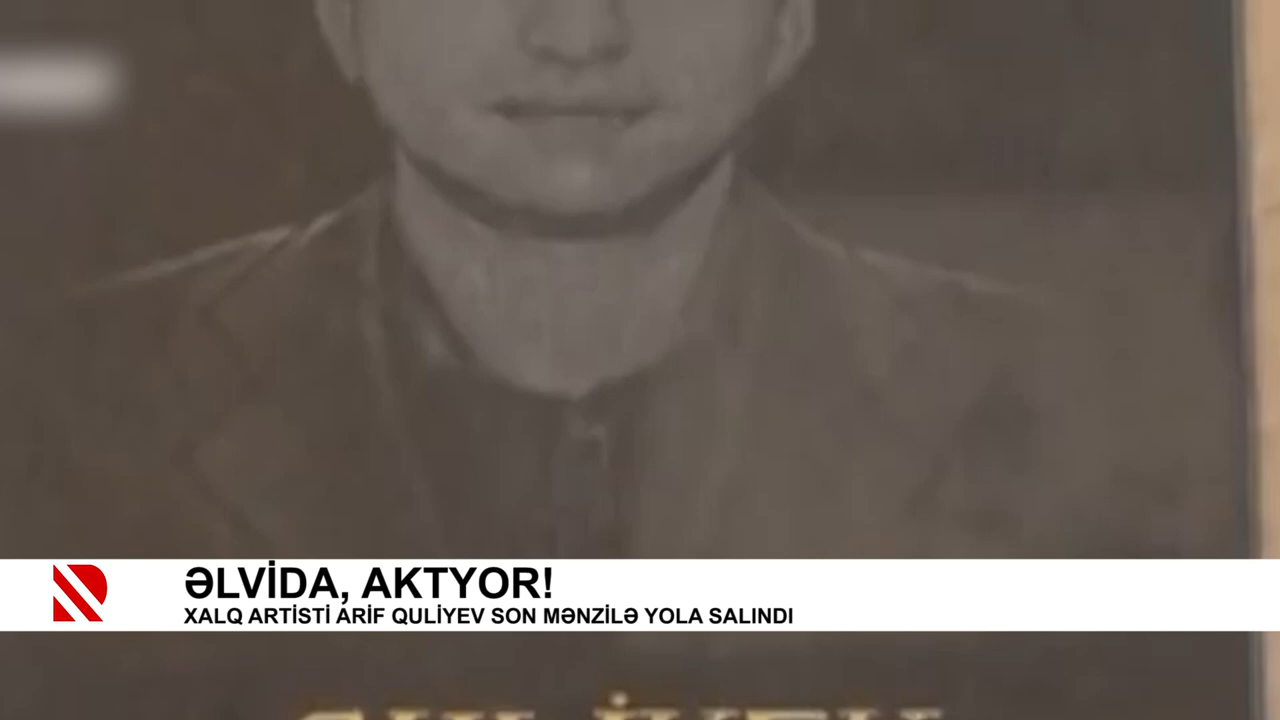 ƏLVİDA, AKTYOR!
XALQ ARTİSTİ ARİF QULİYEV SON MƏNZİLƏ YOLA SALINDI